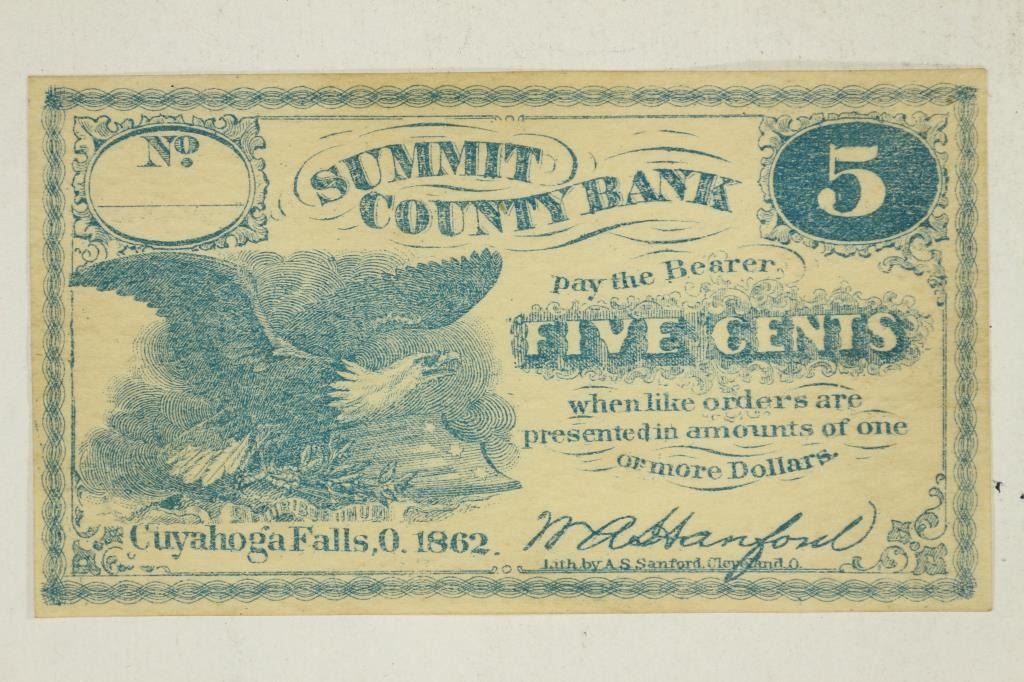 No.
SUMMIT
COUNTY BANK
5
pay the Bearer
FIVE CENTS
when like orders are
presented in amounts of one
or more Dollars.
Cuyahoga Falls, O. 1862.
W A Hanford
Lith. by A. S. Sanford, Cleveland, O.